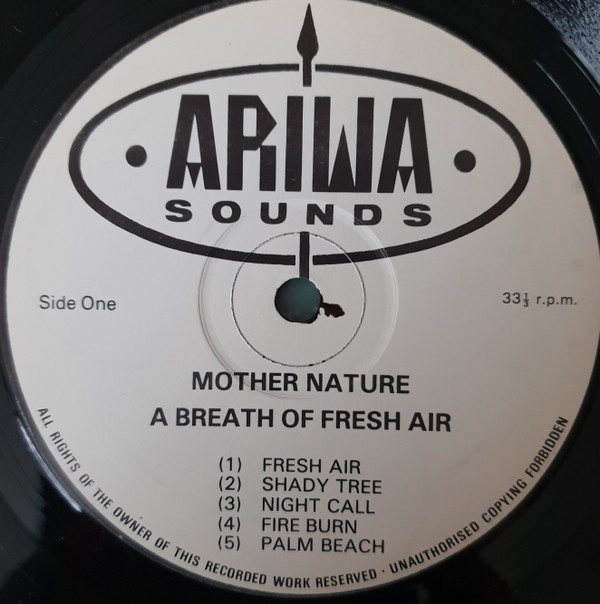 ARIWA
SOUNDS
Side One
33⅓ r.p.m.
MOTHER NATURE
A BREATH OF FRESH AIR
(1) FRESH AIR
(2) SHADY TREE
(3) NIGHT CALL
(4) FIRE BURN
(5) PALM BEACH
ALL RIGHTS OF THE OWNER OF THIS RECORDED WORK RESERVED · UNAUTHORISED COPYING FORBIDDEN